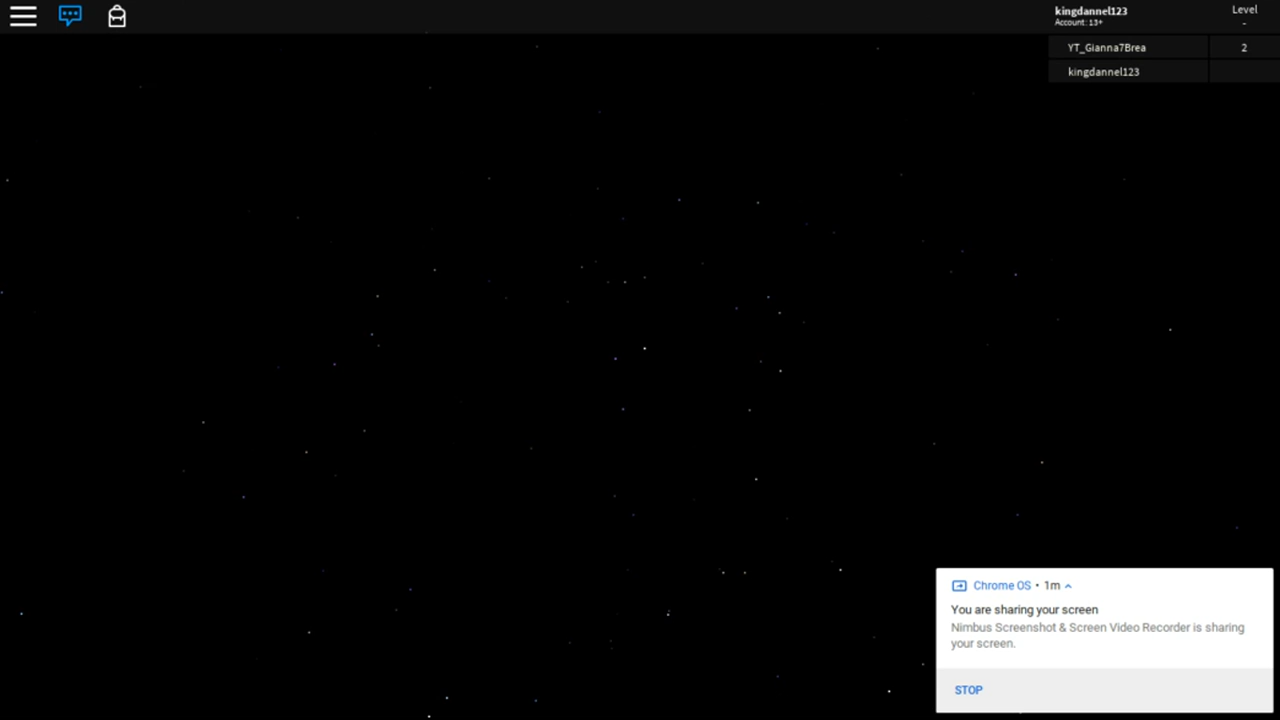 kingdannel123
Account: 13+
Level
-
YT_Gianna7Brea
2
kingdannel123
Chrome OS • 1m
You are sharing your screen
Nimbus Screenshot & Screen Video Recorder is sharing
your screen.
STOP